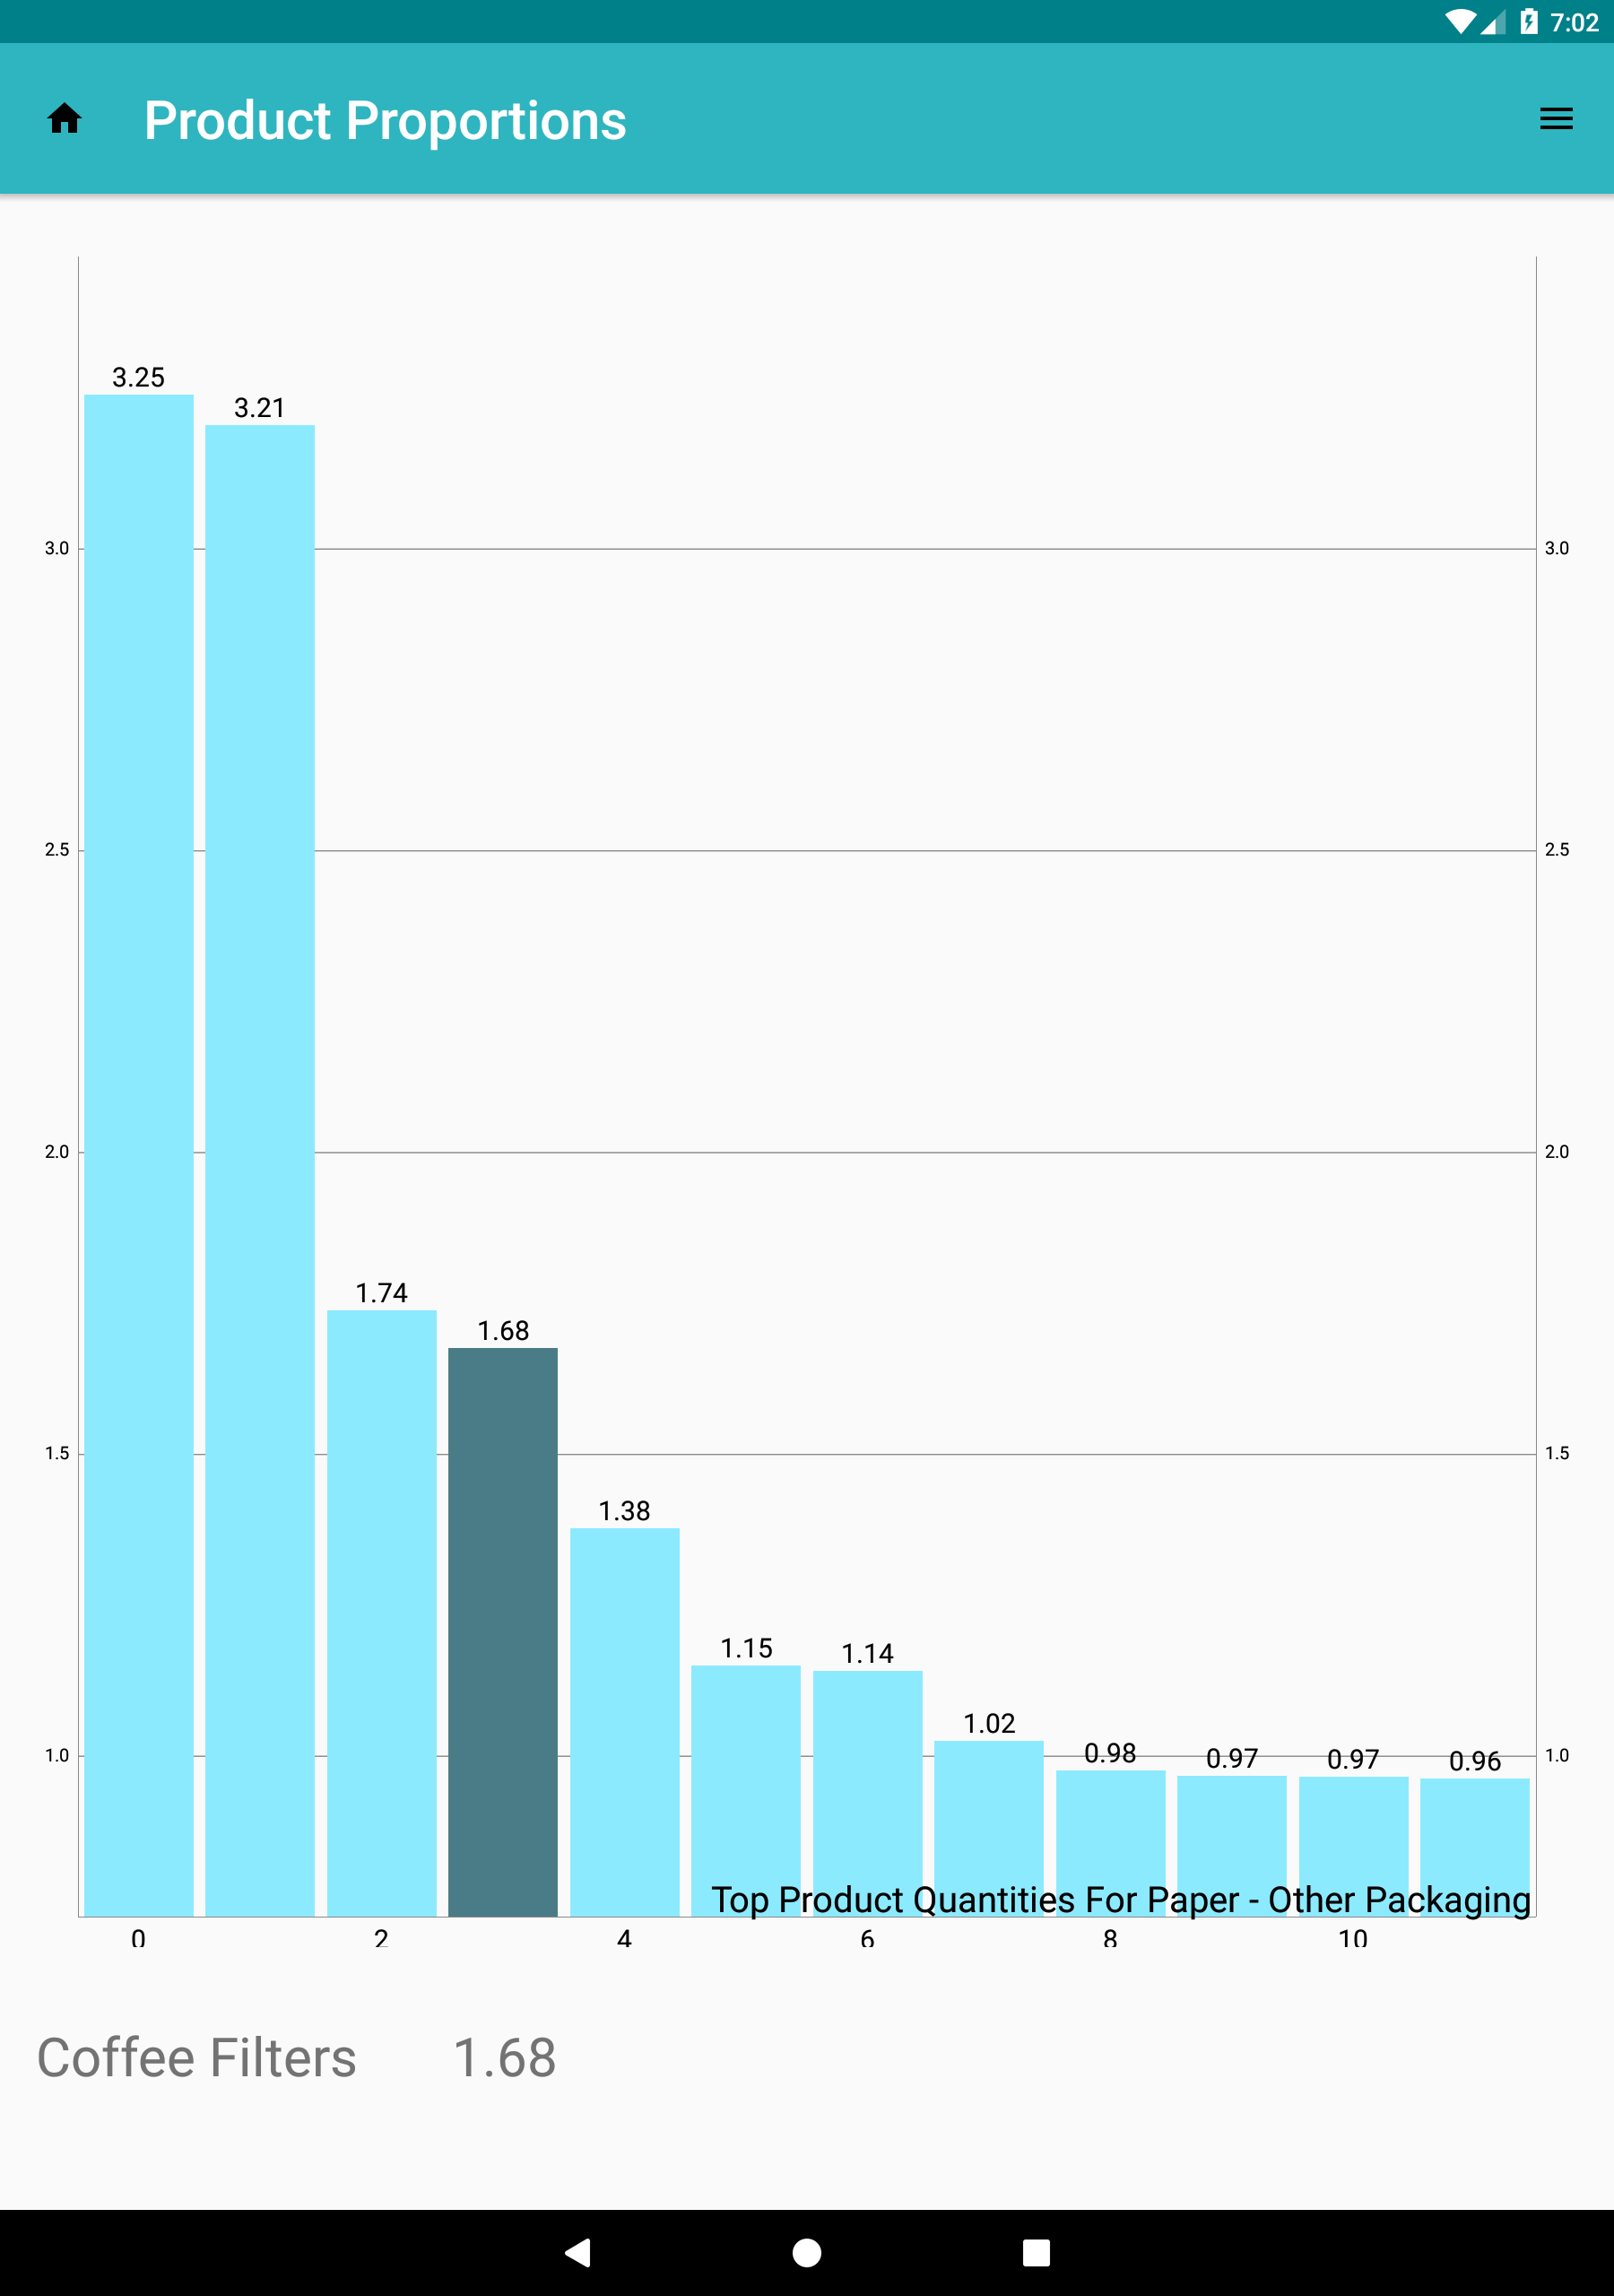 7:02
Product Proportions
3.25
3.21
3.0 3.0
2.5 2.5
2.0 2.0
1.74
1.68
1.5 1.5
1.38
1.15
1.14
1.02
1.0 0.98 0.97 0.97 0.96 1.0
Top Product Quantities For Paper - Other Packaging
0 2 4 6 8 10
Coffee Filters 1.68